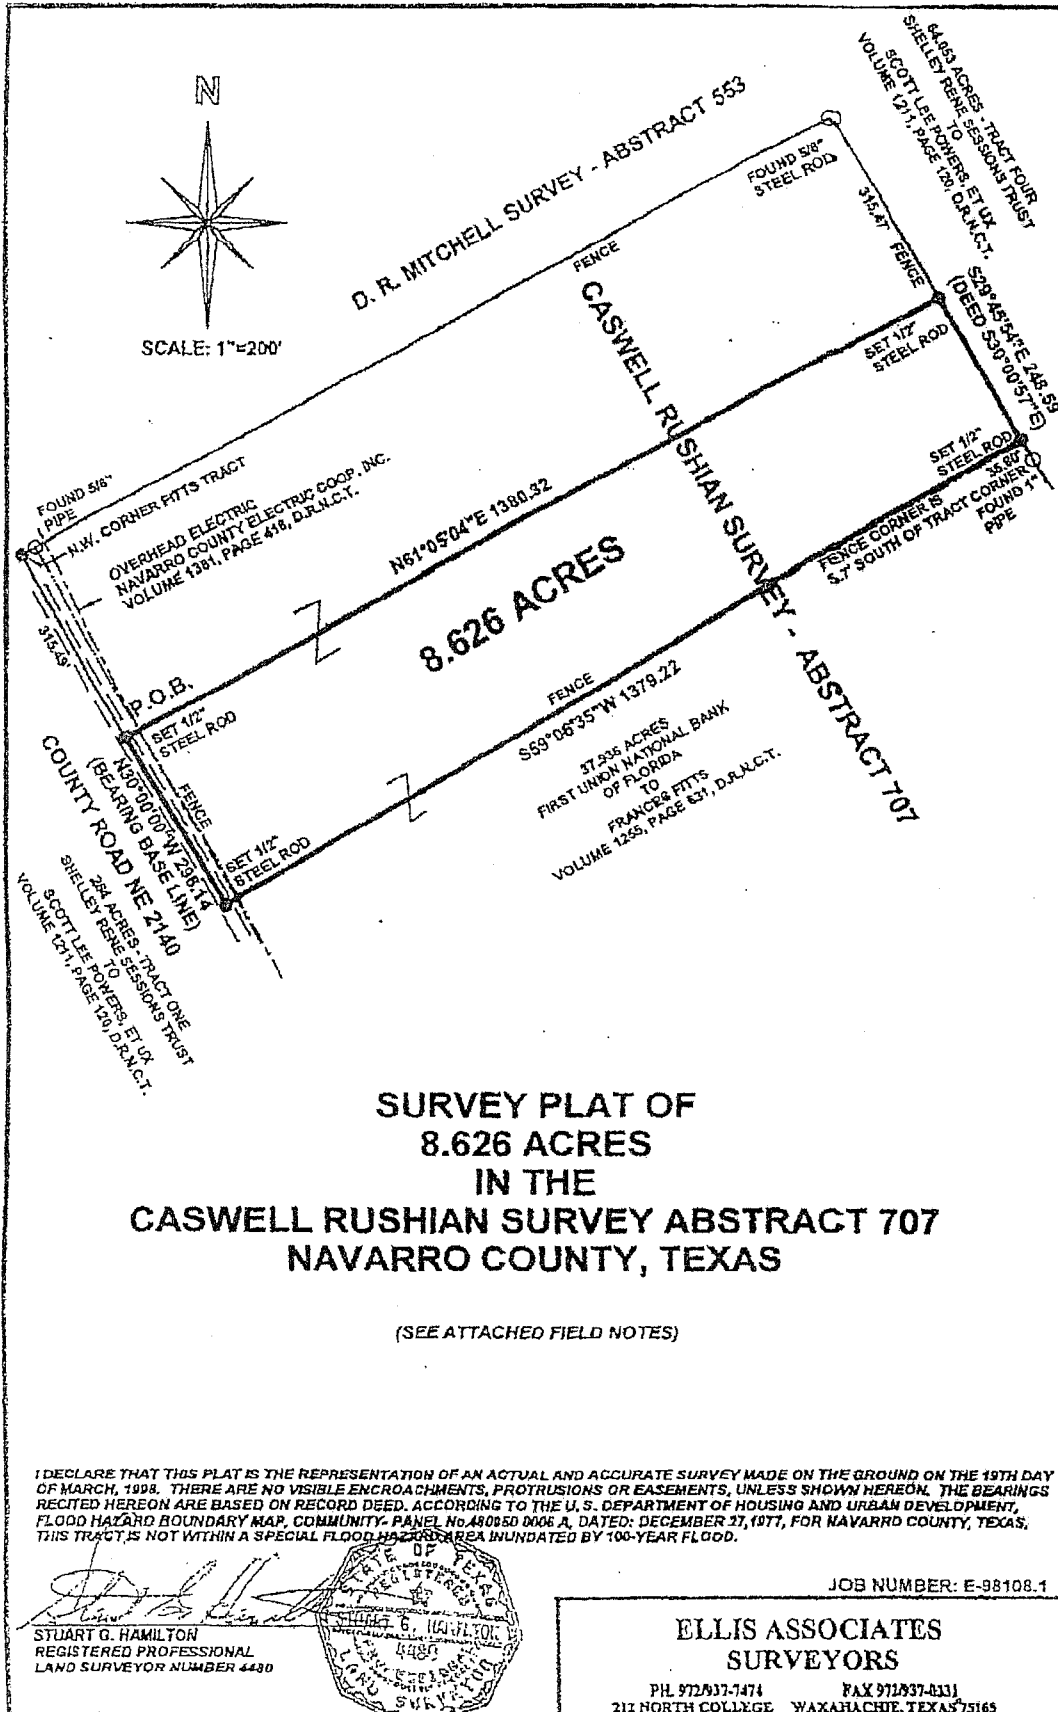 N
SCALE: 1"=200'
D. R. MITCHELL SURVEY - ABSTRACT 553
64.053 ACRES - TRACT FOUR
SHELLEY RENE SESSIONS TRUST
TO
SCOTT LEE POWERS, ET UX
VOLUME 1211, PAGE 120, D.R.N.C.T.
FOUND 5/8"
STEEL ROD
315.47'
FENCE
FENCE
CASWELL RUSHIAN SURVEY - ABSTRACT 707
S29°45'54"E 248.59
(DEED S30°00'57"E)
SET 1/2"
STEEL ROD
SET 1/2"
STEEL ROD
35.80'
FENCE CORNER IS
5.7' SOUTH OF TRACT CORNER
FOUND 1"
PIPE
FOUND 5/8"
PIPE
N.W. CORNER FITTS TRACT
OVERHEAD ELECTRIC
NAVARRO COUNTY ELECTRIC COOP. INC.
VOLUME 1381, PAGE 418, D.R.N.C.T.
N61°05'04"E 1380.32
8.626 ACRES
315.49'
P.O.B.
SET 1/2"
STEEL ROD
FENCE
S59°06'35"W 1379.22
37.935 ACRES
FIRST UNION NATIONAL BANK
OF FLORIDA
TO
FRANCES FITTS
VOLUME 1255, PAGE 631, D.R.N.C.T.
FENCE
N30°00'00"W 296.14
(BEARING BASE LINE)
COUNTY ROAD NE 2140
SET 1/2"
STEEL ROD
264 ACRES - TRACT ONE
SHELLEY RENE SESSIONS TRUST
TO
SCOTT LEE POWERS, ET UX
VOLUME 1211, PAGE 120, D.R.N.C.T.
SURVEY PLAT OF
8.626 ACRES
IN THE
CASWELL RUSHIAN SURVEY ABSTRACT 707
NAVARRO COUNTY, TEXAS
(SEE ATTACHED FIELD NOTES)
I DECLARE THAT THIS PLAT IS THE REPRESENTATION OF AN ACTUAL AND ACCURATE SURVEY MADE ON THE GROUND ON THE 19TH DAY
OF MARCH, 1998. THERE ARE NO VISIBLE ENCROACHMENTS, PROTRUSIONS OR EASEMENTS, UNLESS SHOWN HEREON. THE BEARINGS
RECITED HEREON ARE BASED ON RECORD DEED. ACCORDING TO THE U.S. DEPARTMENT OF HOUSING AND URBAN DEVELOPMENT,
FLOOD HAZARD BOUNDARY MAP, COMMUNITY- PANEL No.480950 0006 A, DATED: DECEMBER 27, 1977, FOR NAVARRO COUNTY, TEXAS,
THIS TRACT IS NOT WITHIN A SPECIAL FLOOD HAZARD AREA INUNDATED BY 100-YEAR FLOOD.
STATE OF TEXAS
REGISTERED
STUART G. HAMILTON
4480
PROFESSIONAL
LAND SURVEYOR
STUART G. HAMILTON
REGISTERED PROFESSIONAL
LAND SURVEYOR NUMBER 4480
JOB NUMBER: E-98108.1
ELLIS ASSOCIATES
SURVEYORS
PH. 972/937-7474 FAX 972/937-0331
212 NORTH COLLEGE WAXAHACHIE, TEXAS 75165